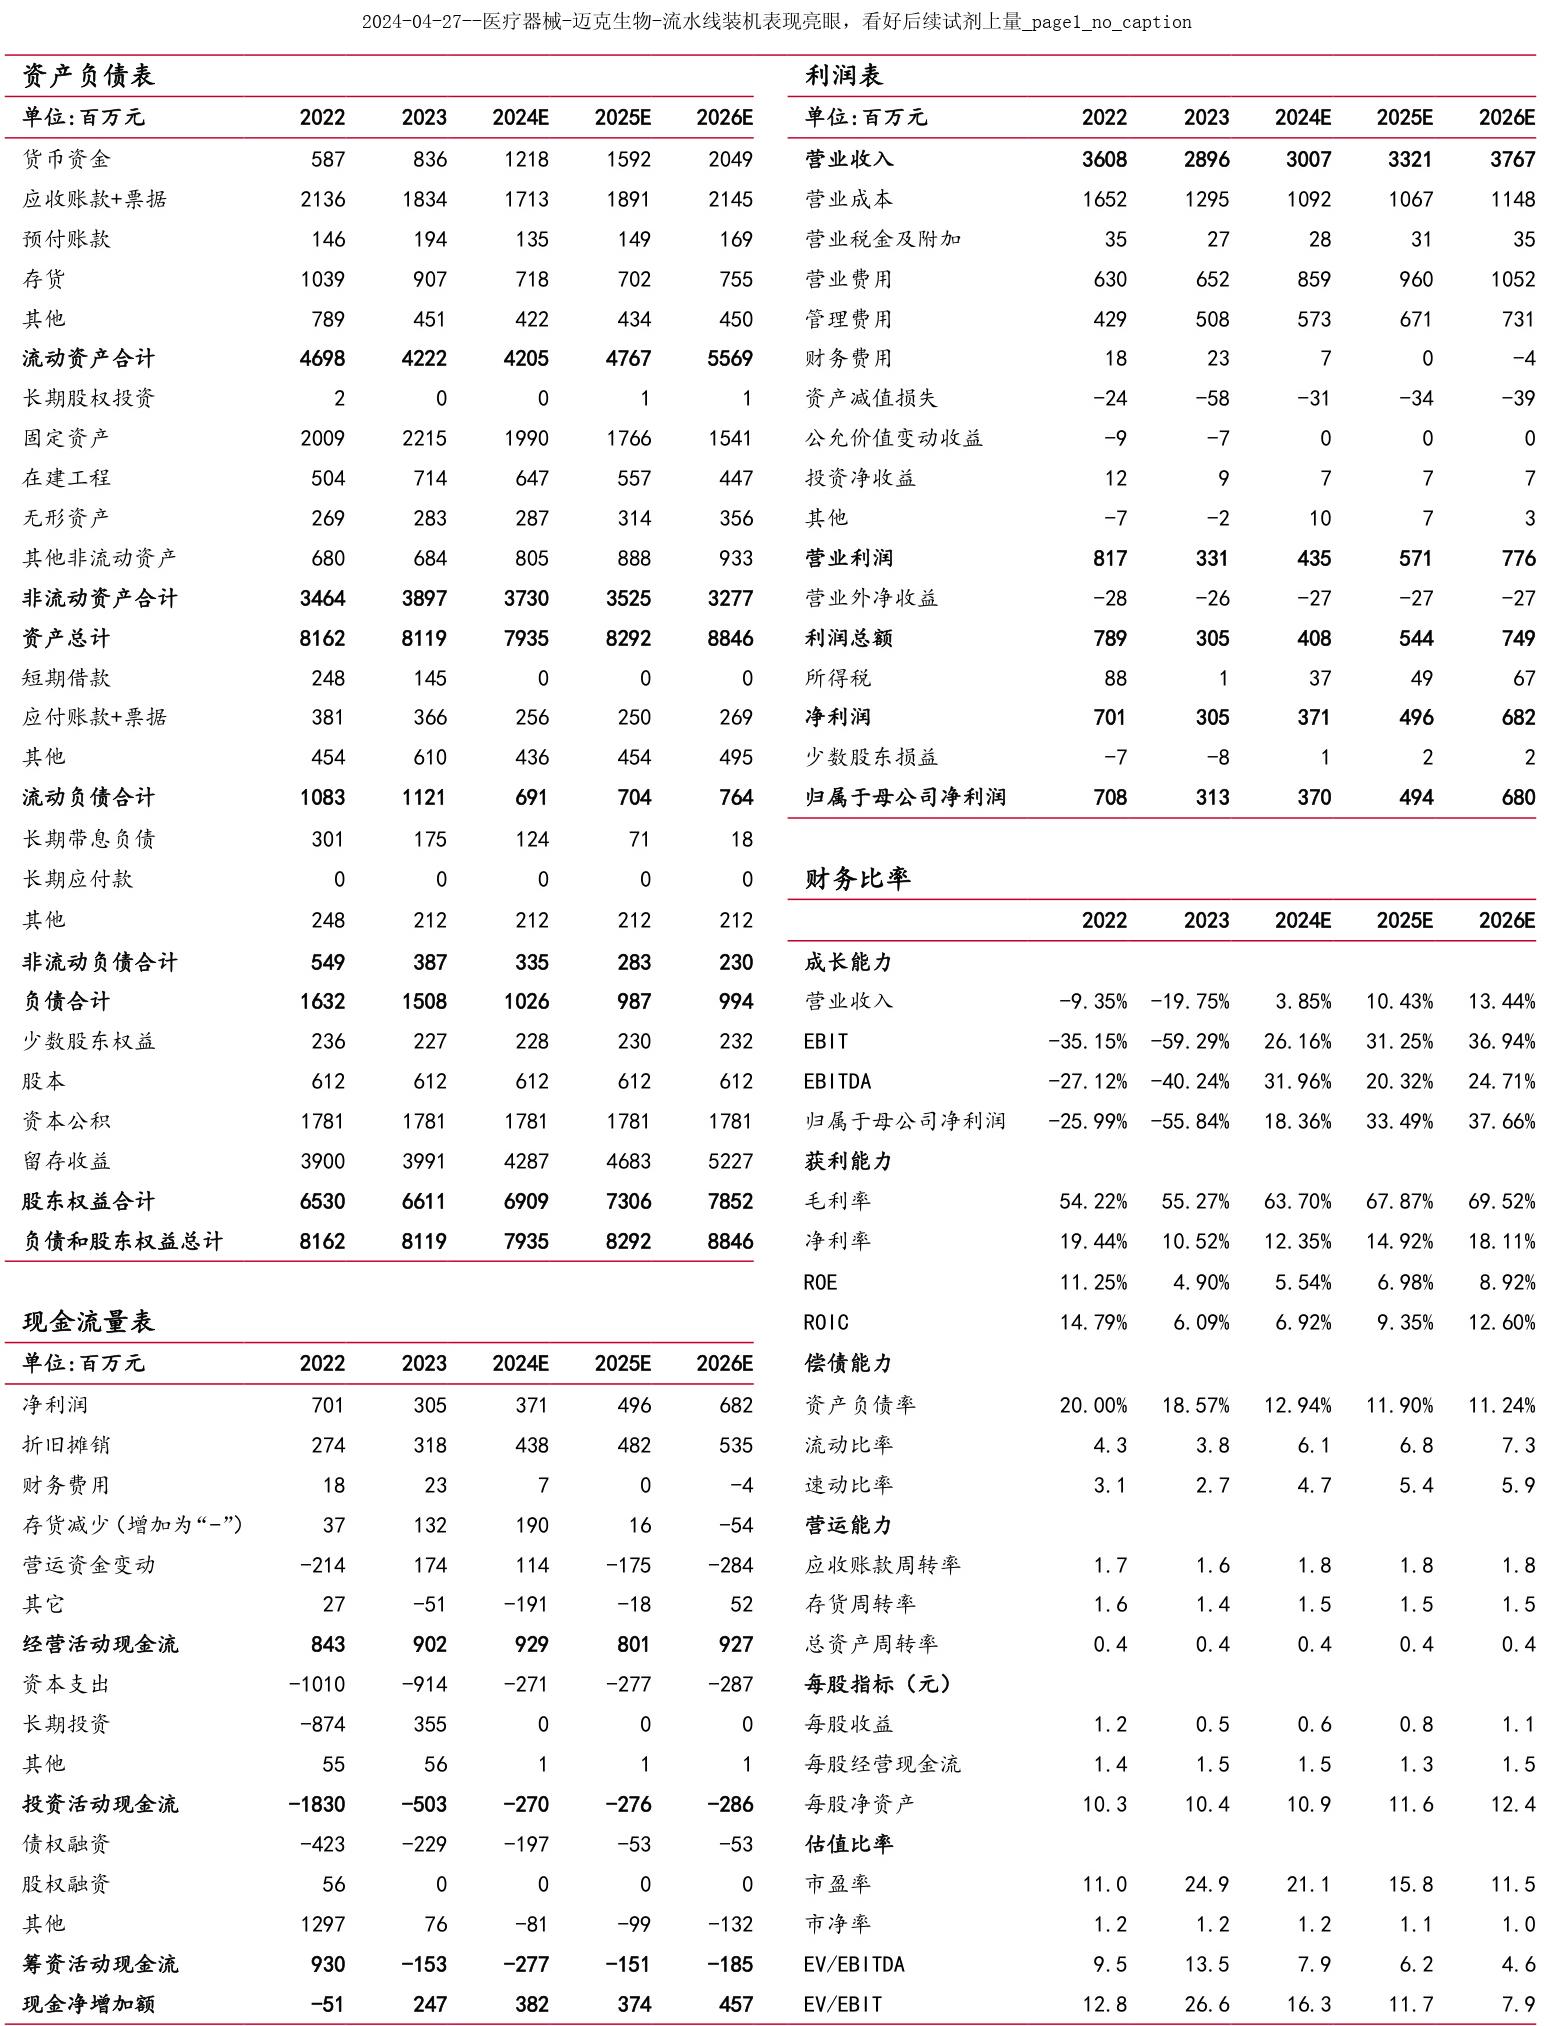 2024-04-27--医疗器械-迈克生物-流水线装机表现亮眼，看好后续试剂上量_page1_no_caption
资产负债表
单位:百万元 2022 2023 2024E 2025E 2026E
货币资金 587 836 1218 1592 2049
应收账款+票据 2136 1834 1713 1891 2145
预付账款 146 194 135 149 169
存货 1039 907 718 702 755
其他 789 451 422 434 450
流动资产合计 4698 4222 4205 4767 5569
长期股权投资 2 0 0 1 1
固定资产 2009 2215 1990 1766 1541
在建工程 504 714 647 557 447
无形资产 269 283 287 314 356
其他非流动资产 680 684 805 888 933
非流动资产合计 3464 3897 3730 3525 3277
资产总计 8162 8119 7935 8292 8846
短期借款 248 145 0 0 0
应付账款+票据 381 366 256 250 269
其他 454 610 436 454 495
流动负债合计 1083 1121 691 704 764
长期带息负债 301 175 124 71 18
长期应付款 0 0 0 0 0
其他 248 212 212 212 212
非流动负债合计 549 387 335 283 230
负债合计 1632 1508 1026 987 994
少数股东权益 236 227 228 230 232
股本 612 612 612 612 612
资本公积 1781 1781 1781 1781 1781
留存收益 3900 3991 4287 4683 5227
股东权益合计 6530 6611 6909 7306 7852
负债和股东权益总计 8162 8119 7935 8292 8846
现金流量表
单位:百万元 2022 2023 2024E 2025E 2026E
净利润 701 305 371 496 682
折旧摊销 274 318 438 482 535
财务费用 18 23 7 0 -4
存货减少(增加为“-”) 37 132 190 16 -54
营运资金变动 -214 174 114 -175 -284
其它 27 -51 -191 -18 52
经营活动现金流 843 902 929 801 927
资本支出 -1010 -914 -271 -277 -287
长期投资 -874 355 0 0 0
其他 55 56 1 1 1
投资活动现金流 -1830 -503 -270 -276 -286
债权融资 -423 -229 -197 -53 -53
股权融资 56 0 0 0 0
其他 1297 76 -81 -99 -132
筹资活动现金流 930 -153 -277 -151 -185
现金净增加额 -51 247 382 374 457
利润表
单位:百万元 2022 2023 2024E 2025E 2026E
营业收入 3608 2896 3007 3321 3767
营业成本 1652 1295 1092 1067 1148
营业税金及附加 35 27 28 31 35
营业费用 630 652 859 960 1052
管理费用 429 508 573 671 731
财务费用 18 23 7 0 -4
资产减值损失 -24 -58 -31 -34 -39
公允价值变动收益 -9 -7 0 0 0
投资净收益 12 9 7 7 7
其他 -7 -2 10 7 3
营业利润 817 331 435 571 776
营业外净收益 -28 -26 -27 -27 -27
利润总额 789 305 408 544 749
所得税 88 1 37 49 67
净利润 701 305 371 496 682
少数股东损益 -7 -8 1 2 2
归属于母公司净利润 708 313 370 494 680
财务比率
2022 2023 2024E 2025E 2026E
成长能力
营业收入 -9.35% -19.75% 3.85% 10.43% 13.44%
EBIT -35.15% -59.29% 26.16% 31.25% 36.94%
EBITDA -27.12% -40.24% 31.96% 20.32% 24.71%
归属于母公司净利润 -25.99% -55.84% 18.36% 33.49% 37.66%
获利能力
毛利率 54.22% 55.27% 63.70% 67.87% 69.52%
净利率 19.44% 10.52% 12.35% 14.92% 18.11%
ROE 11.25% 4.90% 5.54% 6.98% 8.92%
ROIC 14.79% 6.09% 6.92% 9.35% 12.60%
偿债能力
资产负债率 20.00% 18.57% 12.94% 11.90% 11.24%
流动比率 4.3 3.8 6.1 6.8 7.3
速动比率 3.1 2.7 4.7 5.4 5.9
营运能力
应收账款周转率 1.7 1.6 1.8 1.8 1.8
存货周转率 1.6 1.4 1.5 1.5 1.5
总资产周转率 0.4 0.4 0.4 0.4 0.4
每股指标（元）
每股收益 1.2 0.5 0.6 0.8 1.1
每股经营现金流 1.4 1.5 1.5 1.3 1.5
每股净资产 10.3 10.4 10.9 11.6 12.4
估值比率
市盈率 11.0 24.9 21.1 15.8 11.5
市净率 1.2 1.2 1.2 1.1 1.0
EV/EBITDA 9.5 13.5 7.9 6.2 4.6
EV/EBIT 12.8 26.6 16.3 11.7 7.9